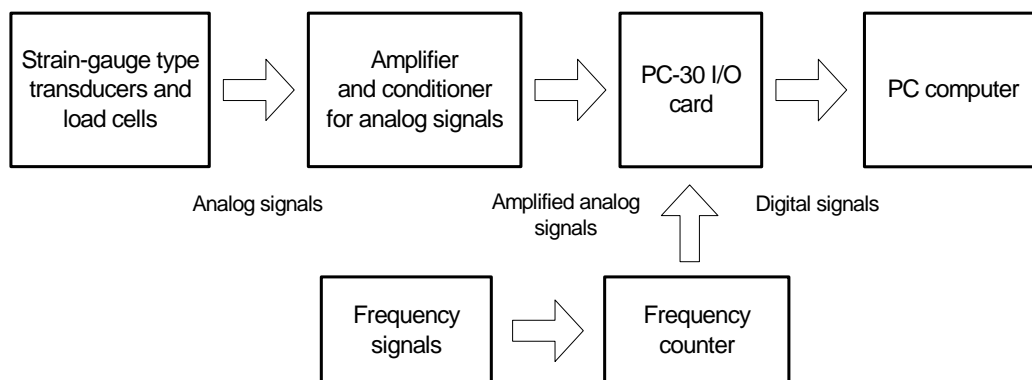 Strain-gauge type
transducers and
load cells
Amplifier
and conditioner
for analog signals
PC-30 I/O
card
PC computer
Analog signals
Amplified analog
signals
Digital signals
Frequency
signals
Frequency
counter